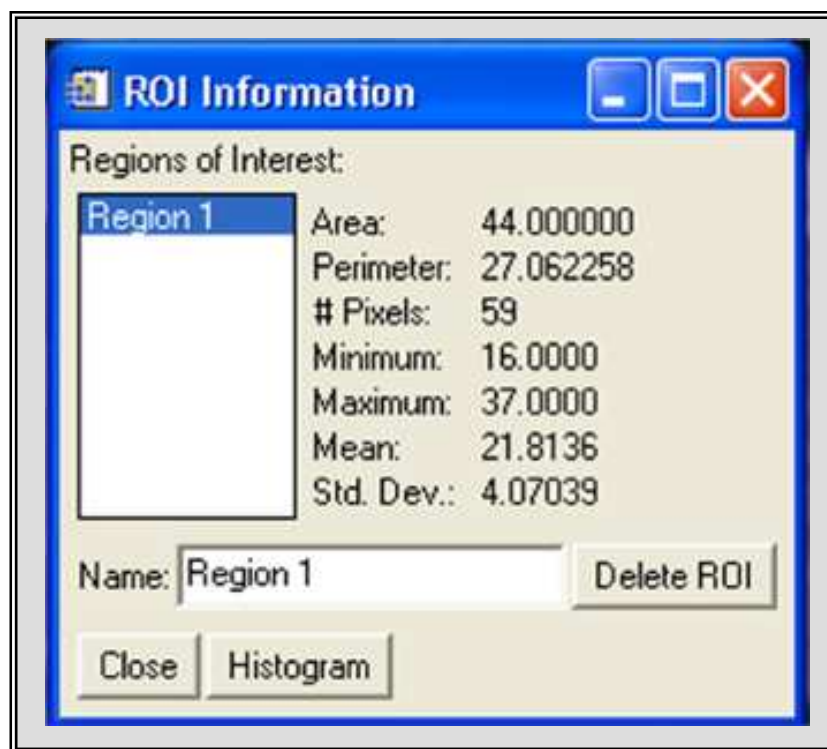 ROI Information
Regions of Interest:
Region 1
Area: 44.000000
Perimeter: 27.062258
# Pixels: 59
Minimum: 16.0000
Maximum: 37.0000
Mean: 21.8136
Std. Dev.: 4.07039
Name: Region 1 Delete ROI
Close Histogram